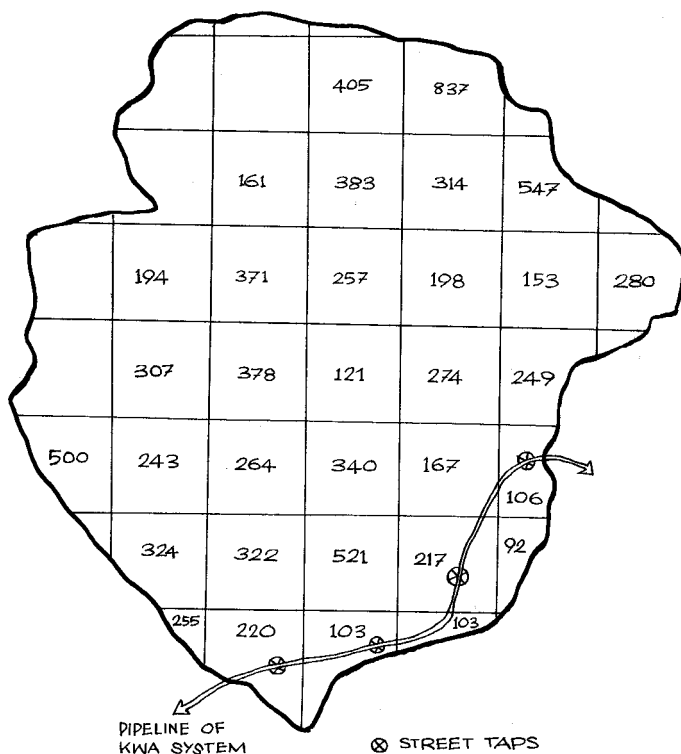 405 837
161 383 314 547
194 371 257 198 153 280
307 378 121 274 249
500 243 264 340 167
106
324 322 521 217 92
255 220 103 103
PIPELINE OF
KWA SYSTEM
STREET TAPS